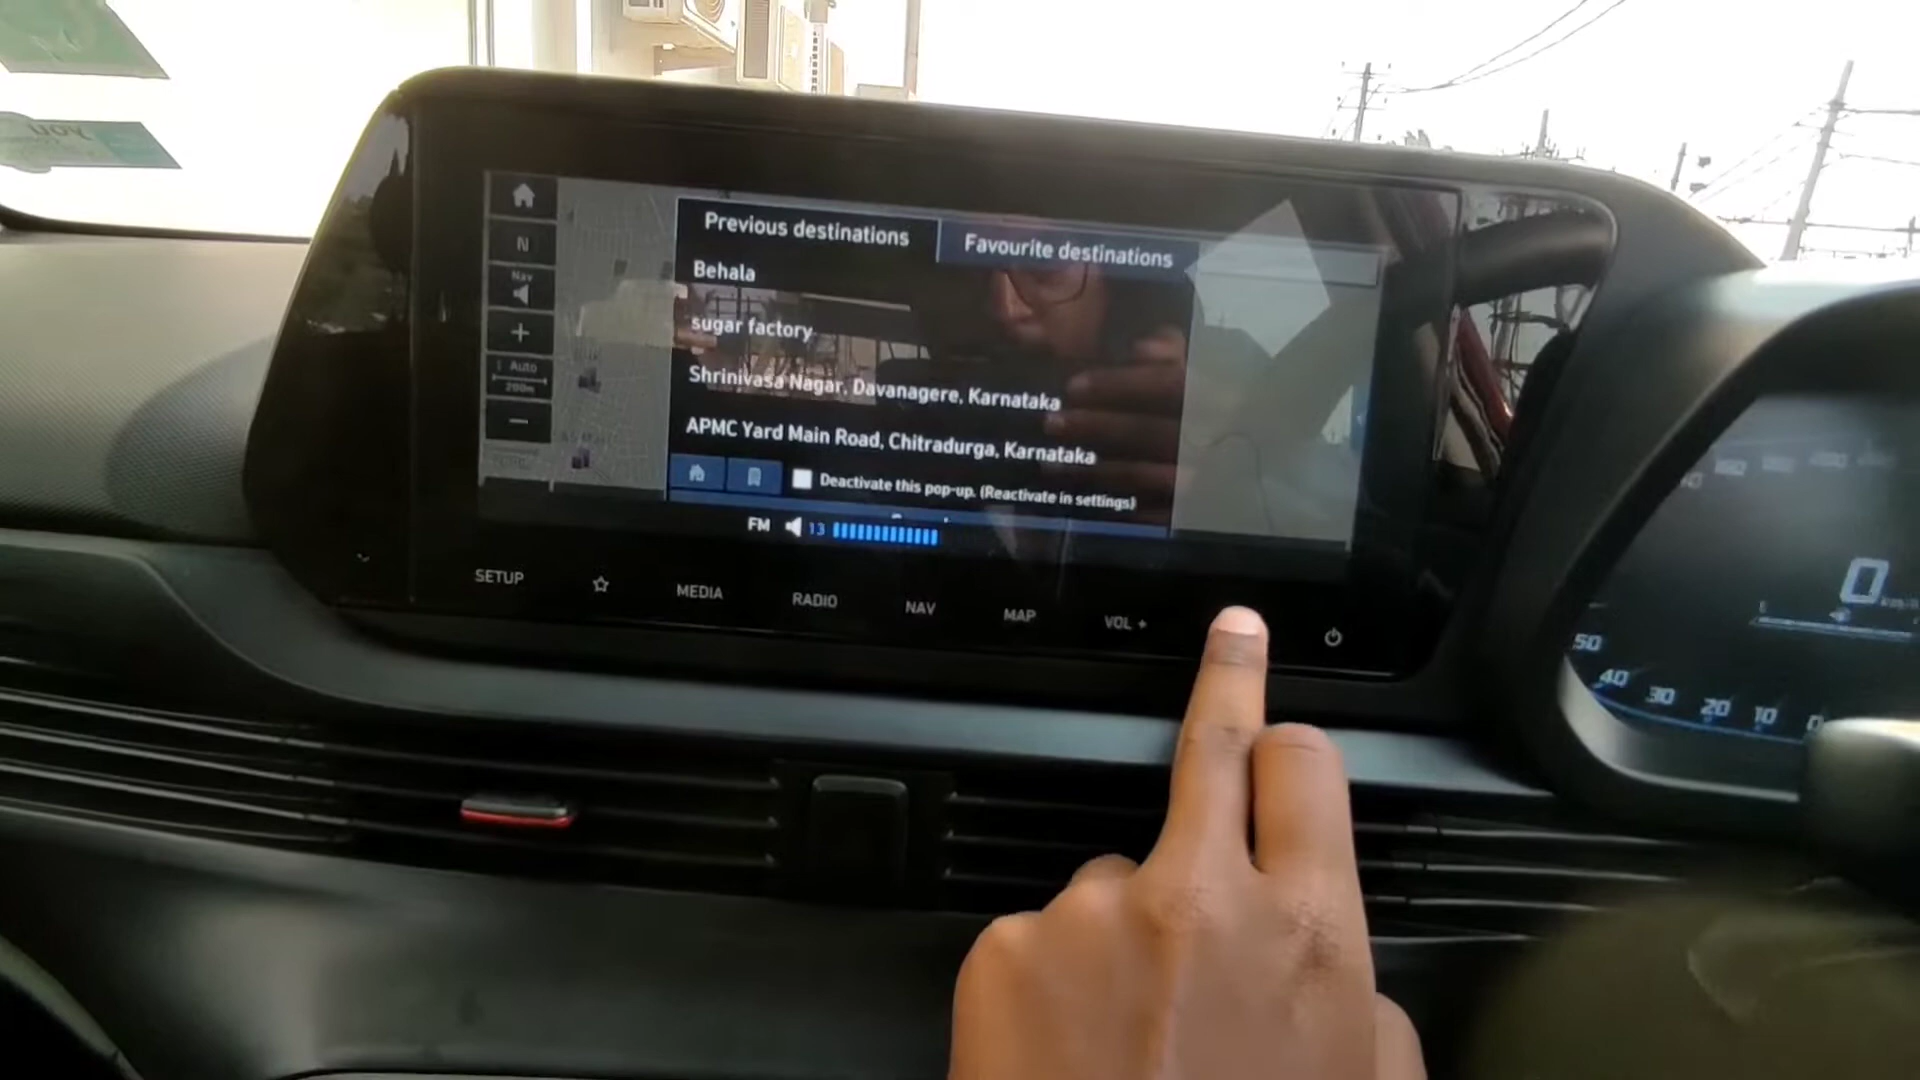 N
Nav
Previous destinations
Favourite destinations
Behala
sugar factory
+
Auto
200m
Shrinivasa Nagar, Davanagere, Karnataka
APMC Yard Main Road, Chitradurga, Karnataka
Deactivate this pop-up. (Reactivate in settings)
FM 13
SETUP
MEDIA
RADIO
NAV
MAP
VOL +
0
50
40
30
20
10
0